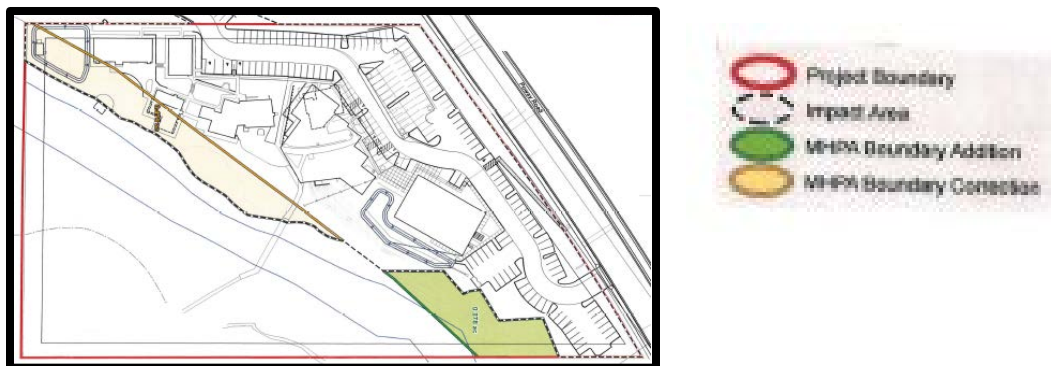 Project Boundary
Impact Area
MHPA Boundary Addition
MHPA Boundary Correction